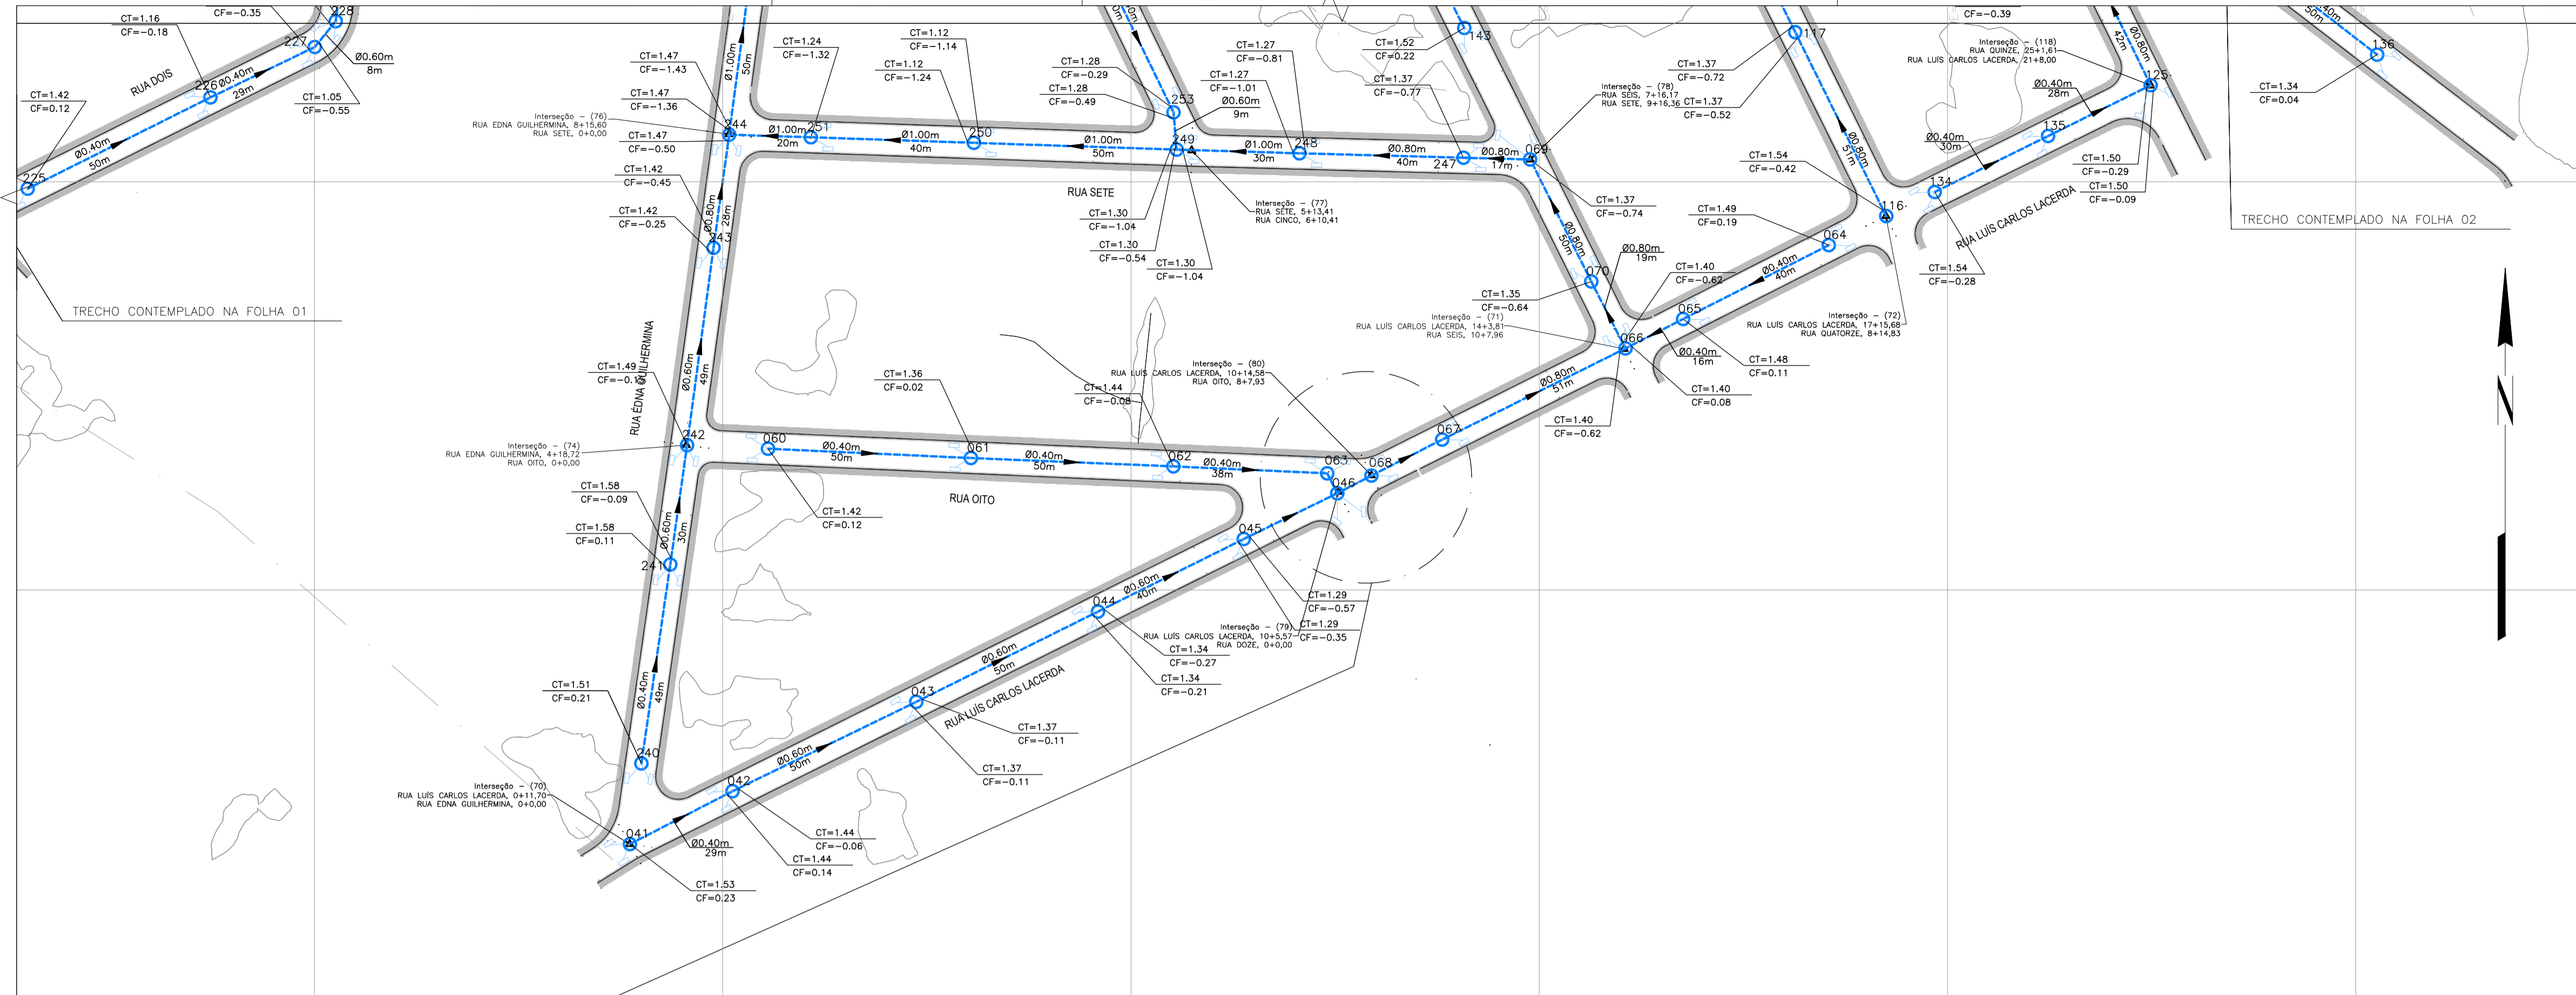 CF=-0.35
228
CT=1.16
CF=-0.18
227
Ø0.60m
8m
RUA DOIS
226
Ø0.40m
29m
CT=1.05
CF=-0.55
CT=1.42
CF=0.12
Ø0.40m
50m
225
TRECHO CONTEMPLADO NA FOLHA 01
Ø1.00m
50m
CT=1.47
CF=-1.43
CT=1.47
CF=-1.36
244
Interseção - (76)
RUA EDNA GUILHERMINA, 8+15,60
RUA SETE, 0+0,00
CT=1.47
CF=-0.50
CT=1.42
CF=-0.45
CT=1.42
CF=-0.25
Ø0.80m
28m
243
CT=1.24
CF=-1.32
251
Ø1.00m
20m
CT=1.12
CF=-1.14
CT=1.12
CF=-1.24
250
Ø1.00m
40m
Ø1.00m
50m
CT=1.28
CF=-0.29
CT=1.28
CF=-0.49
253
Ø0.60m
9m
249
CT=1.27
CF=-0.81
CT=1.27
CF=-1.01
248
Ø1.00m
30m
Ø0.80m
40m
CT=1.52
CF=0.22
143
CT=1.37
CF=-0.77
247
Ø0.80m
17m
069
RUA SETE
CT=1.30
CF=-1.04
CT=1.30
CF=-0.54
CT=1.30
CF=-1.04
Interseção - (77)
RUA SETE, 5+13,41
RUA CINCO, 6+10,41
Interseção - (78)
RUA SEIS, 7+16,17
RUA SETE, 9+16,36
CT=1.37
CF=-0.72
CT=1.37
CF=-0.52
117
CT=1.37
CF=-0.74
Ø0.80m
50m
070
CT=1.35
CF=-0.64
Ø0.80m
19m
CT=1.40
CF=-0.62
Interseção - (71)
RUA LUÍS CARLOS LACERDA, 14+3,81
RUA SEIS, 10+7,96
066
CT=1.54
CF=-0.42
Ø0.80m
51m
116
CT=1.49
CF=0.19
064
Ø0.40m
40m
065
Ø0.40m
16m
CT=1.48
CF=0.11
CT=1.40
CF=0.08
CT=1.40
CF=-0.62
Interseção - (72)
RUA LUÍS CARLOS LACERDA, 17+15,68
RUA QUATORZE, 8+14,83
CF=-0.39
Interseção - (118)
RUA QUINZE, 25+1,61
RUA LUÍS CARLOS LACERDA, 21+8,00
Ø0.80m
42m
125
Ø0.40m
28m
135
Ø0.40m
30m
134
CT=1.50
CF=-0.29
CT=1.50
CF=-0.09
RUA LUÍS CARLOS LACERDA
CT=1.54
CF=-0.28
50m
136
CT=1.34
CF=0.04
TRECHO CONTEMPLADO NA FOLHA 02
N
RUA ÉDNA GUILHERMINA
Ø0.60m
49m
CT=1.49
242
Interseção - (74)
RUA EDNA GUILHERMINA, 4+18,72
RUA OITO, 0+0,00
060
Ø0.40m
50m
CT=1.36
CF=0.02
061
Ø0.40m
50m
CT=1.44
CF=-0.08
062
Ø0.40m
38m
063
068
046
Interseção - (80)
RUA LUÍS CARLOS LACERDA, 10+14,58
RUA OITO, 8+7,93
067
Ø0.80m
51m
RUA OITO
CT=1.42
CF=0.12
CT=1.58
CF=-0.09
CT=1.58
CF=0.11
Ø0.60m
30m
241
045
Ø0.60m
40m
044
CT=1.29
CF=-0.57
CT=1.29
CF=-0.35
Interseção - (79)
RUA LUÍS CARLOS LACERDA, 10+5,57
RUA DOZE, 0+0,00
CT=1.34
CF=-0.27
CT=1.34
CF=-0.21
Ø0.60m
50m
RUA LUÍS CARLOS LACERDA
043
CT=1.51
CF=0.21
Ø0.40m
49m
240
CT=1.37
CF=-0.11
CT=1.37
CF=-0.11
Ø0.60m
50m
042
Interseção - (70)
RUA LUÍS CARLOS LACERDA, 0+11,70
RUA EDNA GUILHERMINA, 0+0,00
041
Ø0.40m
29m
CT=1.44
CF=-0.06
CT=1.44
CF=0.14
CT=1.53
CF=0.23